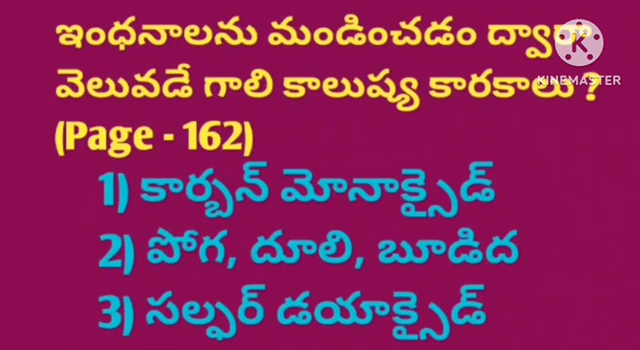 ఇంధనాలను మండించడం ద్వారా
వెలువడే గాలి కాలుష్య కారకాలు ?
KINEMASTER
(Page - 162)
1) కార్బన్ మోనాక్సైడ్
2) పోగ, దూలి, బూడిద
3) సల్ఫర్ డయాక్సైడ్